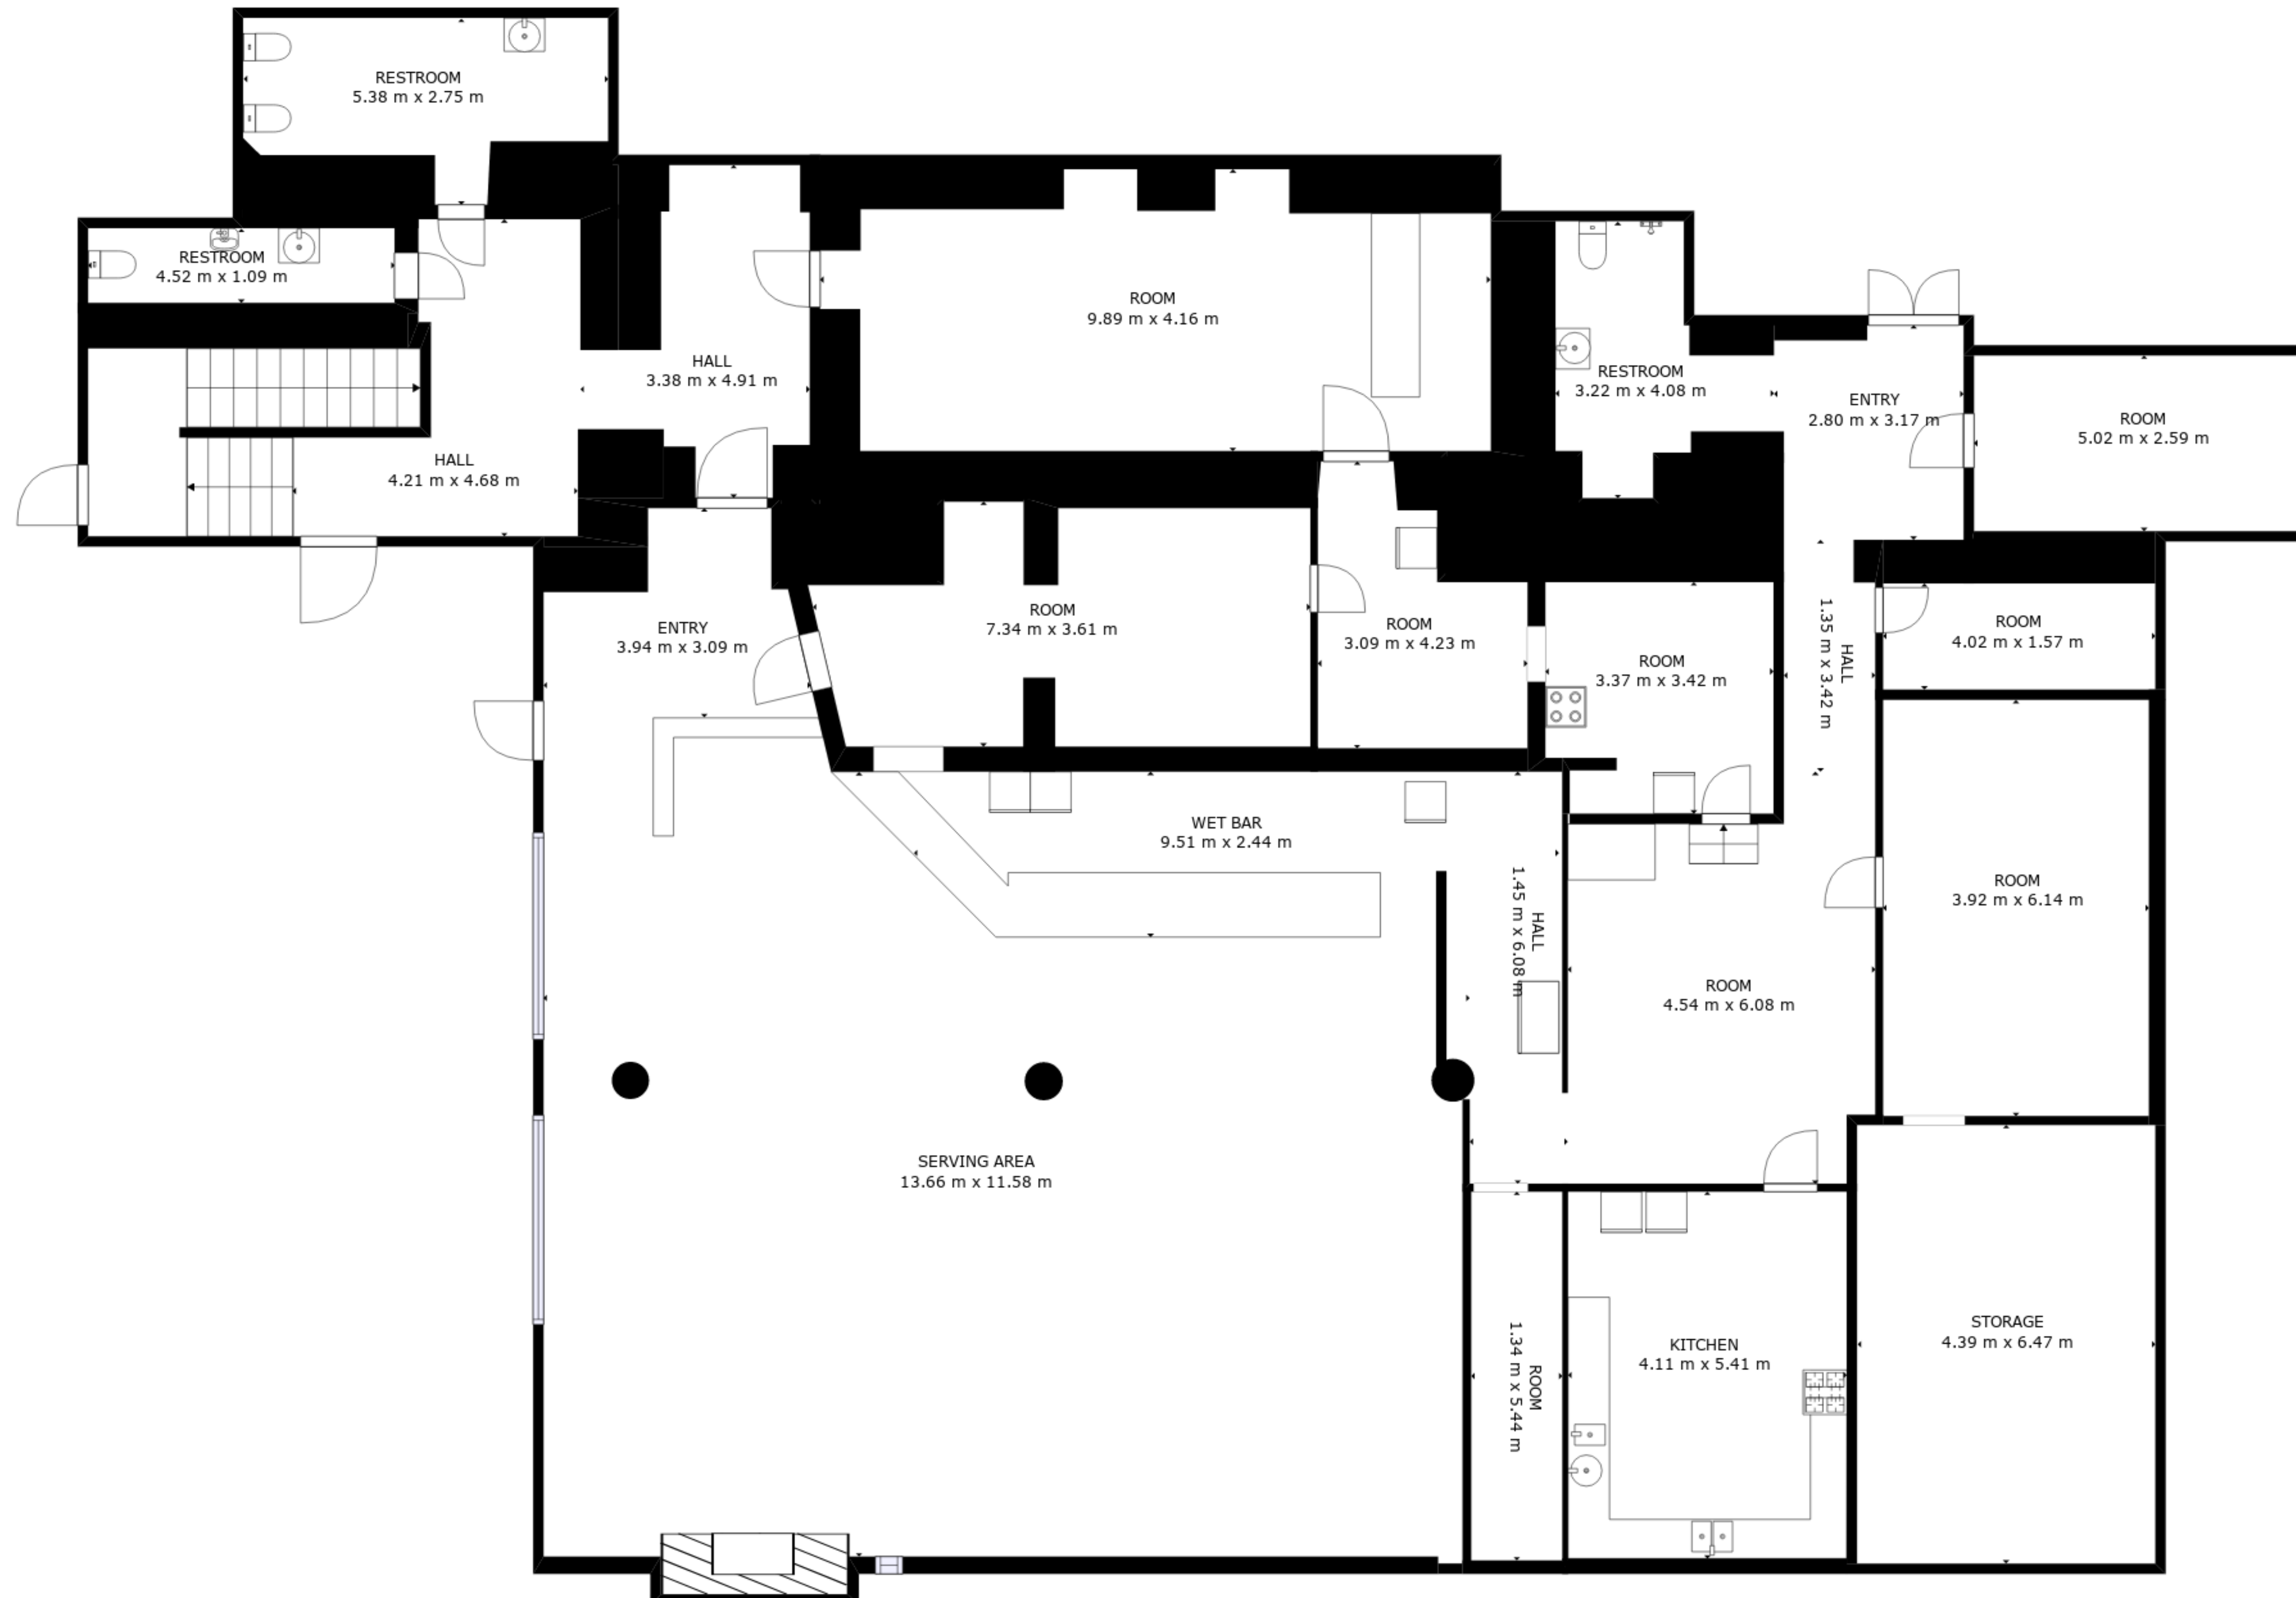 RESTROOM
5.38 m x 2.75 m
RESTROOM
4.52 m x 1.09 m
HALL
4.21 m x 4.68 m
HALL
3.38 m x 4.91 m
ROOM
9.89 m x 4.16 m
RESTROOM
3.22 m x 4.08 m
ENTRY
2.80 m x 3.17 m
ROOM
5.02 m x 2.59 m
ENTRY
3.94 m x 3.09 m
ROOM
7.34 m x 3.61 m
ROOM
3.09 m x 4.23 m
ROOM
3.37 m x 3.42 m
HALL
1.35 m x 3.42 m
ROOM
4.02 m x 1.57 m
WET BAR
9.51 m x 2.44 m
HALL
1.45 m x 6.08 m
ROOM
4.54 m x 6.08 m
ROOM
3.92 m x 6.14 m
SERVING AREA
13.66 m x 11.58 m
ROOM
1.34 m x 5.44 m
KITCHEN
4.11 m x 5.41 m
STORAGE
4.39 m x 6.47 m